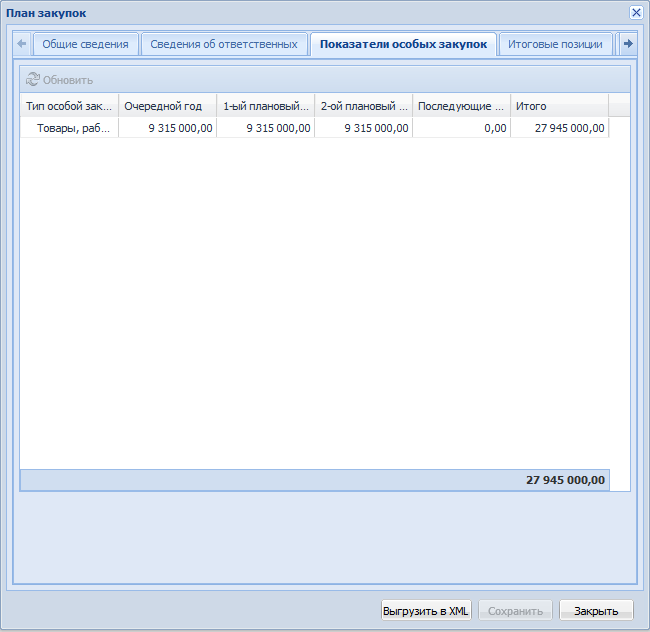 План закупок
Общие сведения Сведения об ответственных Показатели особых закупок Итоговые позиции
Обновить
Тип особой зак... Очередной год 1-ый плановый... 2-ой плановый ... Последующие ... Итого
Товары, раб... 9 315 000,00 9 315 000,00 9 315 000,00 0,00 27 945 000,00
27 945 000,00
Выгрузить в XML Сохранить Закрыть